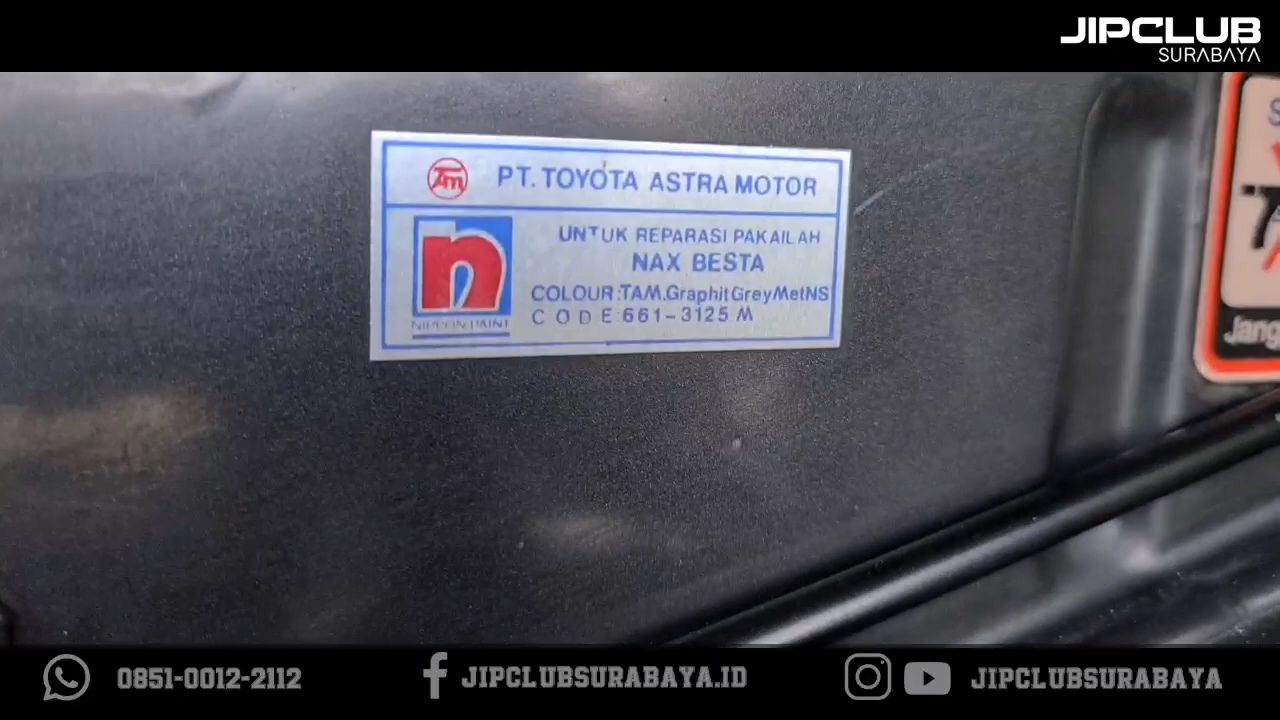 JIPCLUB
SURABAYA
PT. TOYOTA ASTRA MOTOR
UNTUK REPARASI PAKAILAH
NAX BESTA
COLOUR:TAM.GraphitGreyMetNS
CODE:661-3125 M
NIPPON PAINT
Jang
0851-0012-2112
JIPCLUBSURABAYA.ID
JIPCLUBSURABAYA